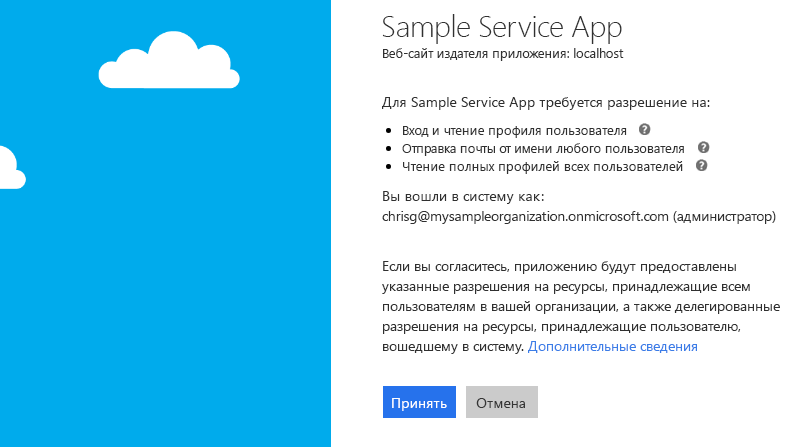 Sample Service App
Веб-сайт издателя приложения: localhost
Для Sample Service App требуется разрешение на:
• Вход и чтение профиля пользователя ?
• Отправка почты от имени любого пользователя ?
• Чтение полных профилей всех пользователей ?
Вы вошли в систему как:
chrisg@mysampleorganization.onmicrosoft.com (администратор)
Если вы согласитесь, приложению будут предоставлены
указанные разрешения на ресурсы, принадлежащие всем
пользователям в вашей организации, а также делегированные
разрешения на ресурсы, принадлежащие пользователю,
вошедшему в систему. Дополнительные сведения
Принять Отмена